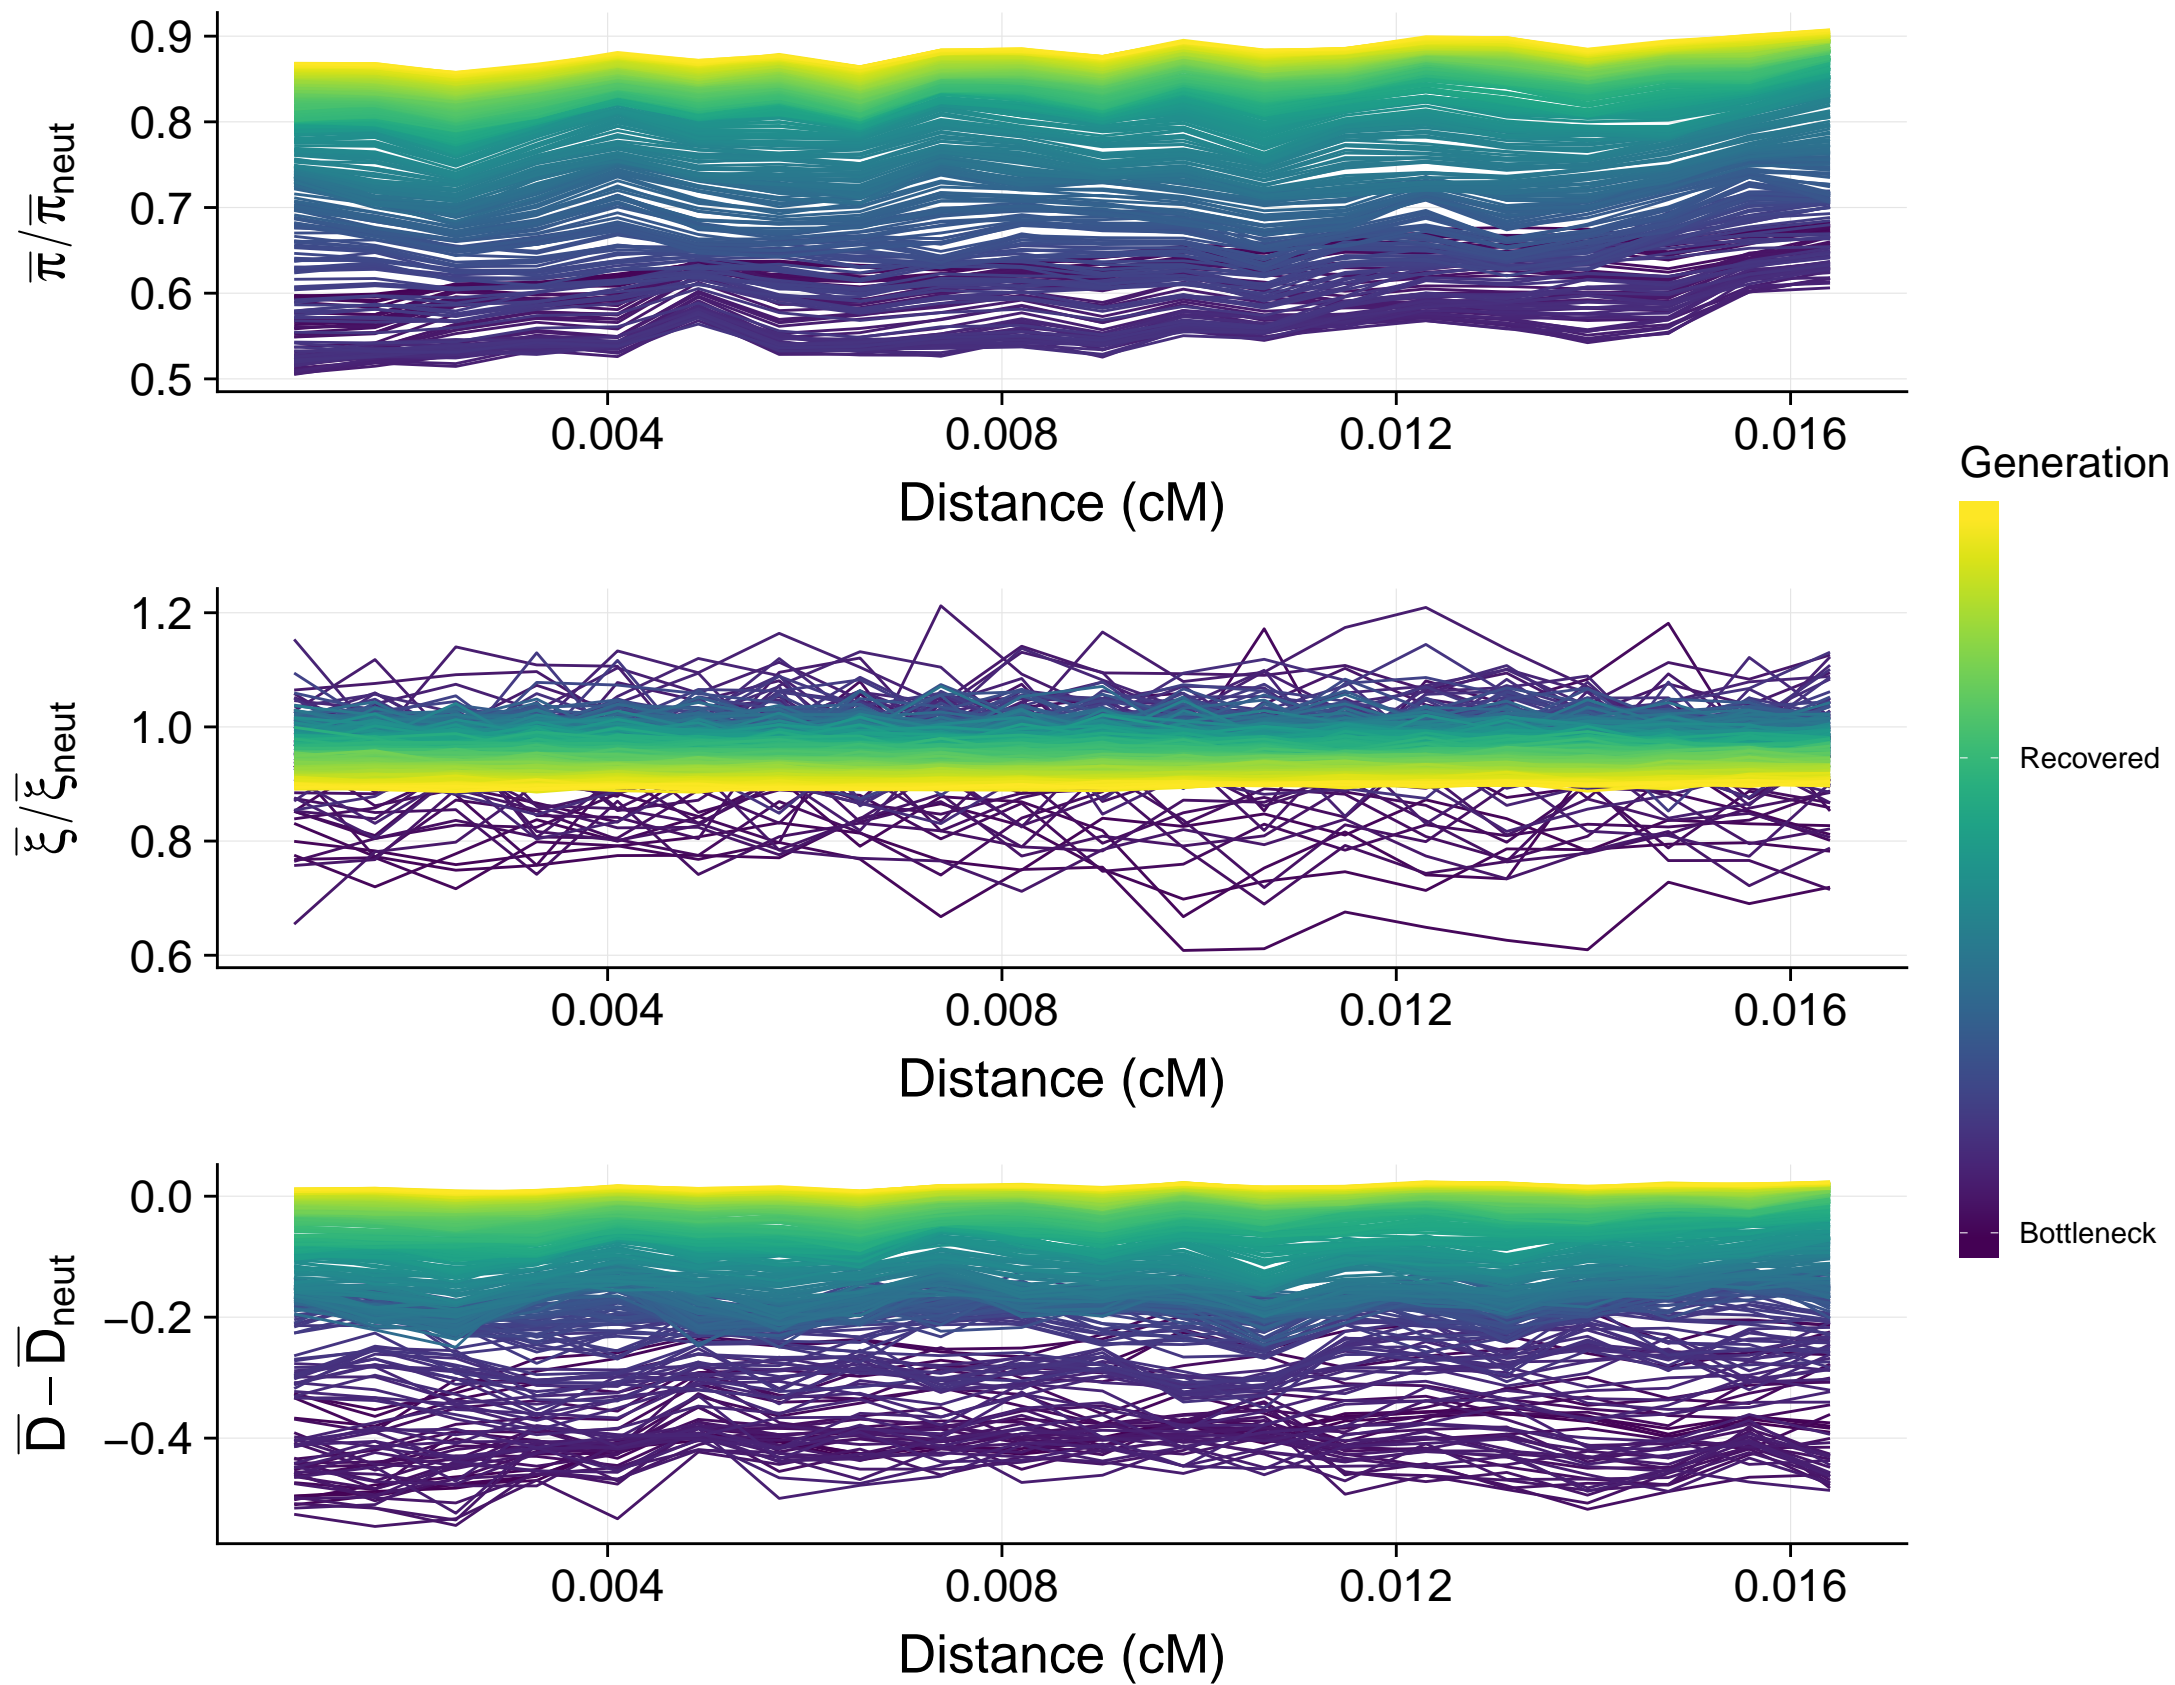 π̅/π̅neut
0.9
0.8
0.7
0.6
0.5
0.004 0.008 0.012 0.016
Distance (cM)
ξ̅/ξ̅neut
1.2
1.0
0.8
0.6
0.004 0.008 0.012 0.016
Distance (cM)
D̅−D̅neut
0.0
−0.2
−0.4
0.004 0.008 0.012 0.016
Distance (cM)
Generation
Recovered
Bottleneck